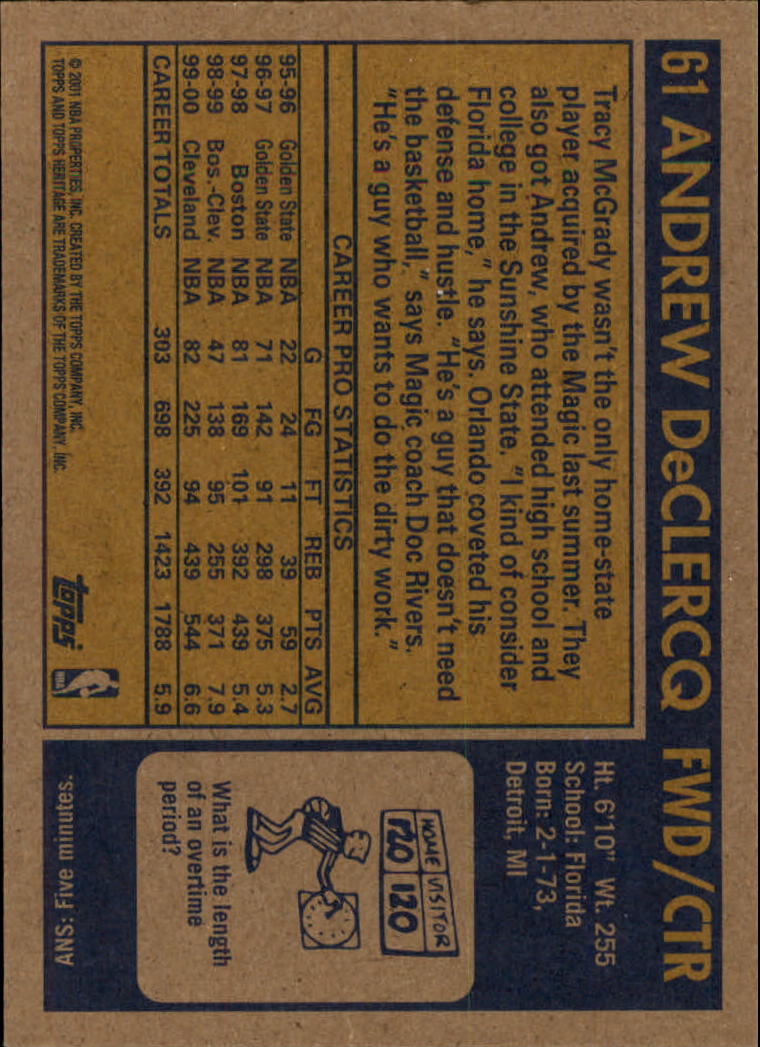 61 ANDREW DeCLERCQ FWD/CTR
Tracy McGrady wasn't the only home-state
player acquired by the Magic last summer. They
also got Andrew, who attended high school and
college in the Sunshine State. "I kind of consider
Florida home," he says. Orlando coveted his
defense and hustle. "He's a guy that doesn't need
the basketball," says Magic coach Doc Rivers.
"He's a guy who wants to do the dirty work."
CAREER PRO STATISTICS
G FG FT REB PTS AVG
95-96 Golden State NBA 22 24 11 39 59 2.7
96-97 Golden State NBA 71 142 91 298 375 5.3
97-98 Boston NBA 81 169 101 392 439 5.4
98-99 Bos.-Clev. NBA 47 138 95 255 371 7.9
99-00 Cleveland NBA 82 225 94 439 544 6.6
CAREER TOTALS 303 698 392 1423 1788 5.9
© 2001 NBA PROPERTIES, INC. CREATED BY THE TOPPS COMPANY, INC.
TOPPS AND TOPPS HERITAGE ARE TRADEMARKS OF THE TOPPS COMPANY, INC.
topps
NBA
Ht. 6'10" Wt. 255
School: Florida
Born: 2-1-73,
Detroit, MI
HOME VISITOR
120 120
What is the length
of an overtime
period?
ANS: Five minutes.